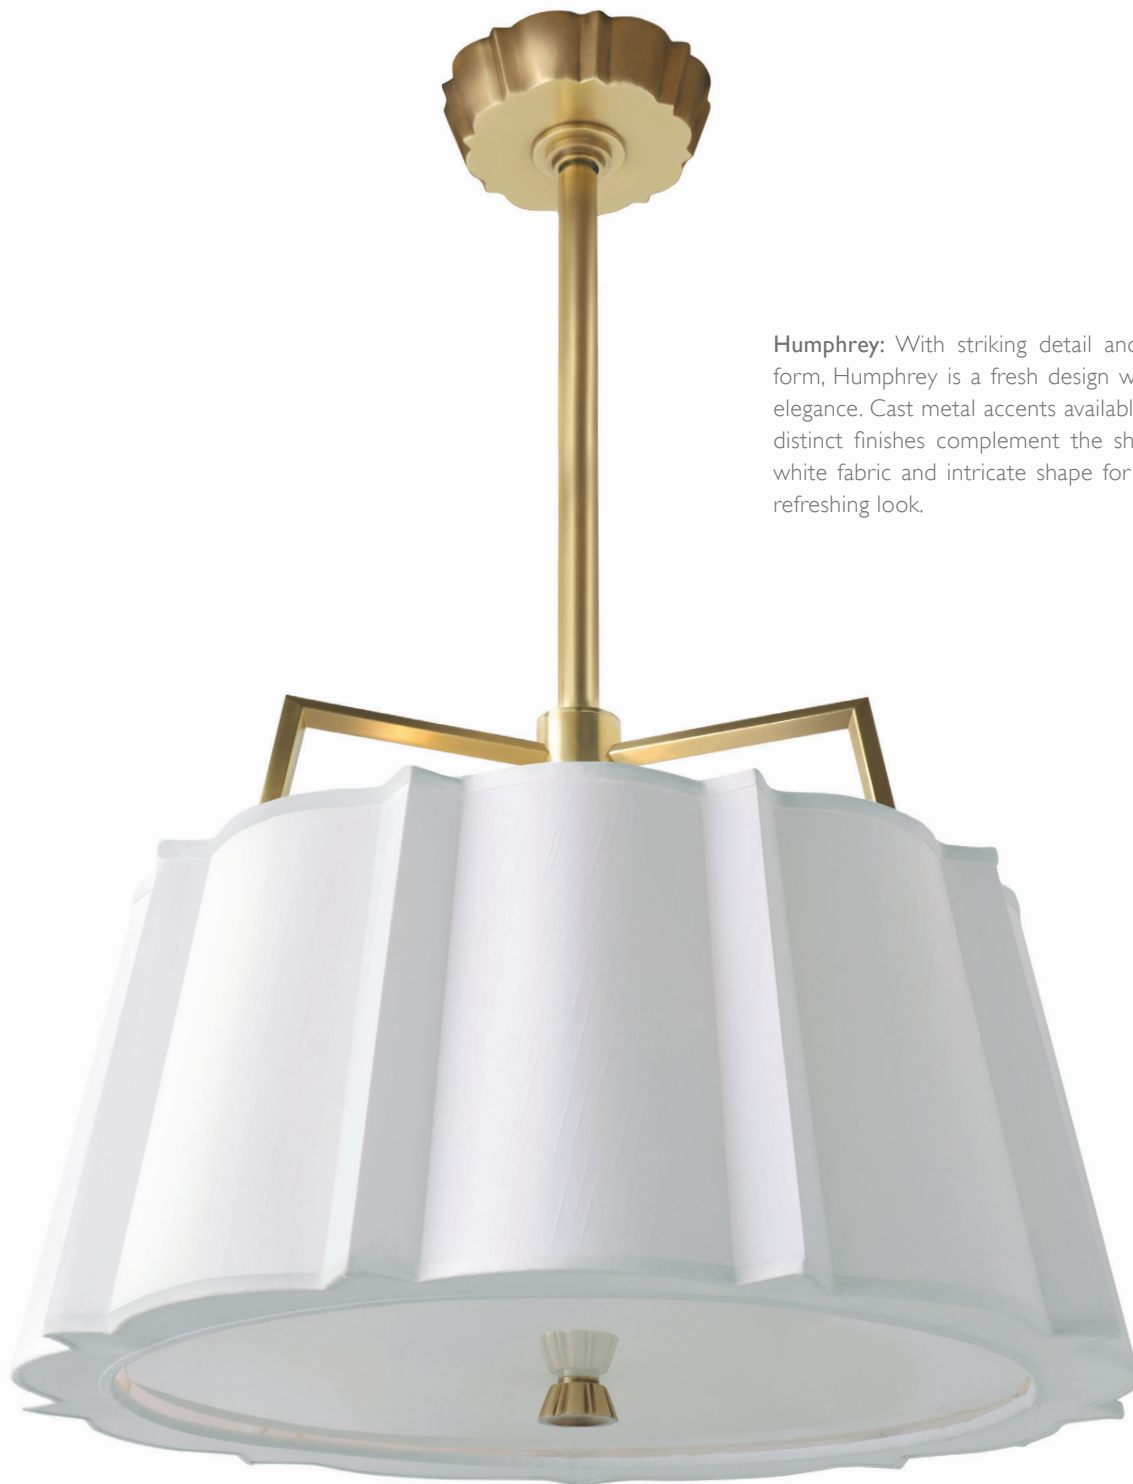 Humphrey: With striking detail and
form, Humphrey is a fresh design
elegance. Cast metal accents
distinct finishes complement the
white fabric and intricate shape for
refreshing look.